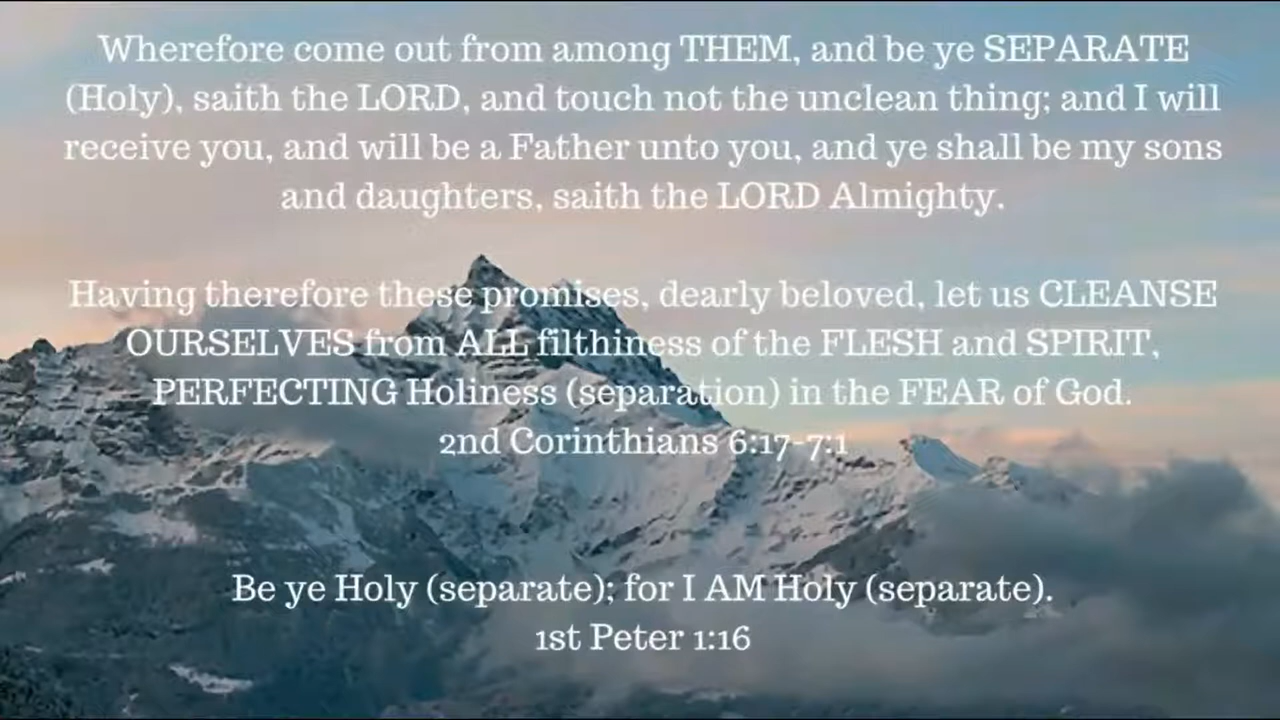 Wherefore come out from among THEM, and be ye SEPARATE
(Holy), saith the LORD, and touch not the unclean thing; and I will
receive you, and will be a Father unto you, and ye shall be my sons
and daughters, saith the LORD Almighty.
Having therefore these promises, dearly beloved, let us CLEANSE
OURSELVES from ALL filthiness of the FLESH and SPIRIT,
PERFECTING Holiness (separation) in the FEAR of God.
2nd Corinthians 6:17-7:1
Be ye Holy (separate); for I AM Holy (separate).
1st Peter 1:16